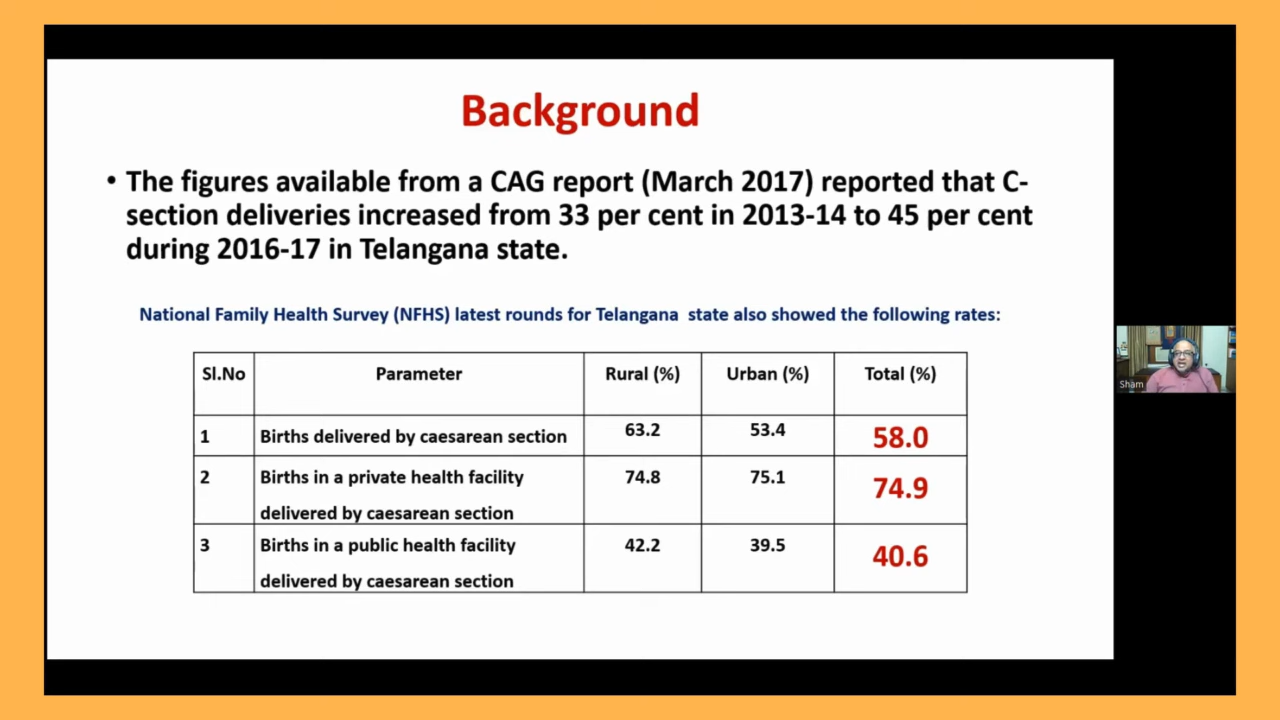 Background
• The figures available from a CAG report (March 2017) reported that C-
section deliveries increased from 33 per cent in 2013-14 to 45 per cent
during 2016-17 in Telangana state.
National Family Health Survey (NFHS) latest rounds for Telangana state also showed the following rates:
Sl.No Parameter Rural (%) Urban (%) Total (%)
1 Births delivered by caesarean section 63.2 53.4 58.0
2 Births in a private health facility 74.8 75.1 74.9
delivered by caesarean section
3 Births in a public health facility 42.2 39.5 40.6
delivered by caesarean section
Sham